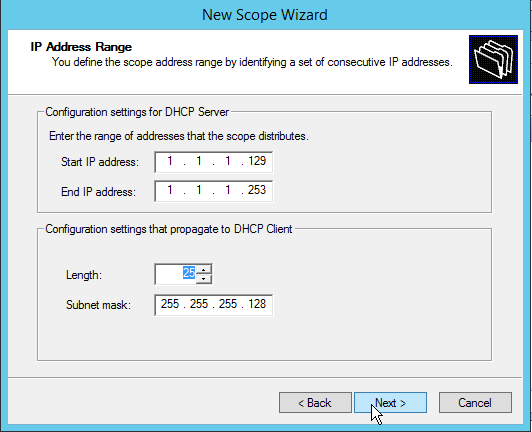 New Scope Wizard
IP Address Range
You define the scope address range by identifying a set of consecutive IP addresses.
Configuration settings for DHCP Server
Enter the range of addresses that the scope distributes.
Start IP address: 1 . 1 . 1 . 129
End IP address: 1 . 1 . 1 . 253
Configuration settings that propagate to DHCP Client
Length: 25
Subnet mask: 255 . 255 . 255 . 128
< Back Next > Cancel